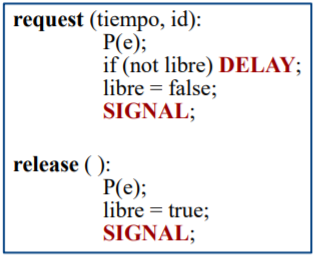 request (tiempo, id):
P(e);
if (not libre) DELAY;
libre = false;
SIGNAL;
release ( ):
P(e);
libre = true;
SIGNAL;